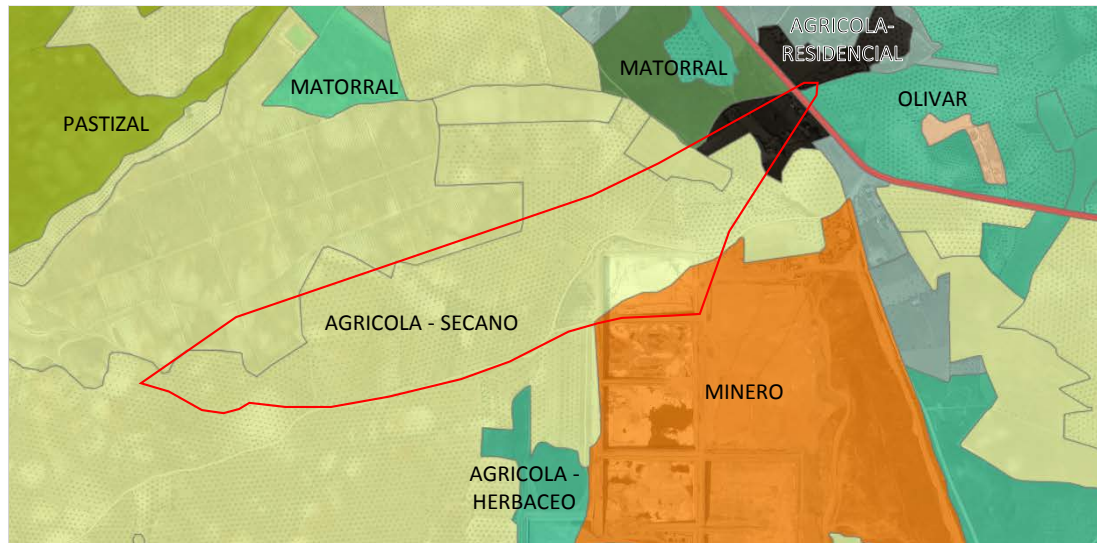 AGRICOLA-
RESIDENCIAL
MATORRAL
MATORRAL
OLIVAR
PASTIZAL
AGRICOLA - SECANO
MINERO
AGRICOLA -
HERBACEO